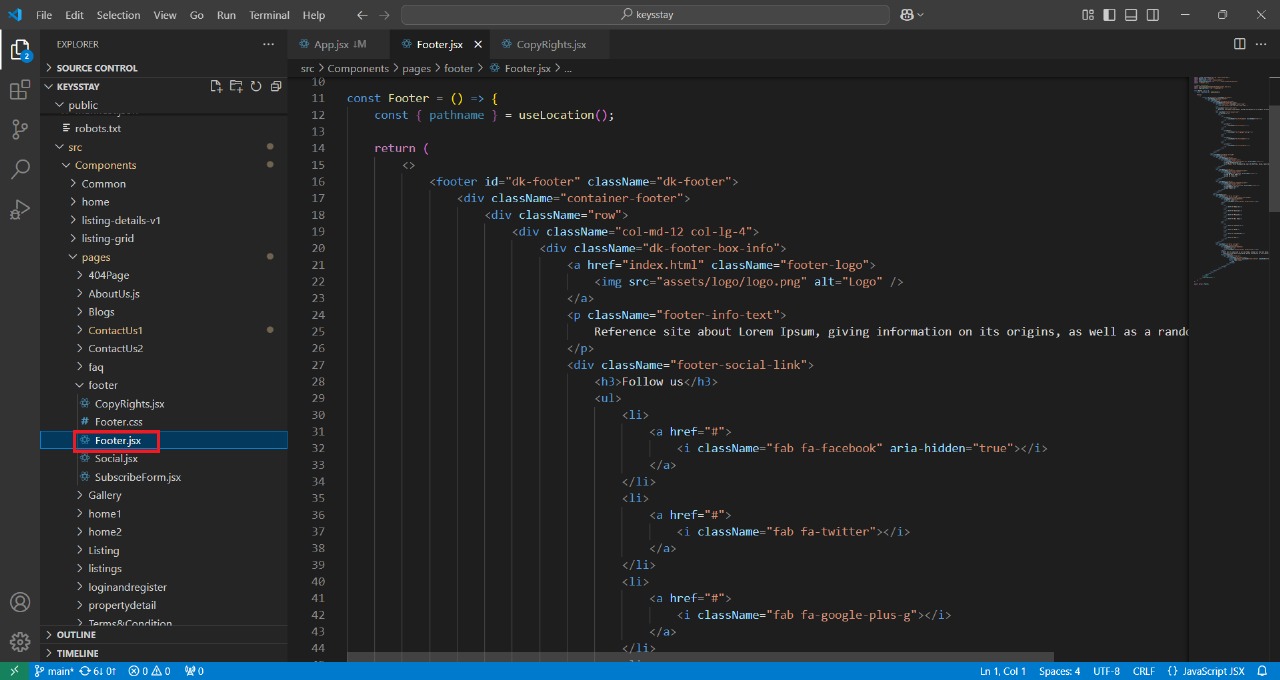 File Edit Selection View Go Run Terminal Help
keysstay
EXPLORER
SOURCE CONTROL
KEYSSTAY
public
robots.txt
src
Components
Common
home
listing-details-v1
listing-grid
pages
404Page
AboutUs.js
Blogs
ContactUs1
ContactUs2
faq
footer
CopyRights.jsx
Footer.css
Footer.jsx
Social.jsx
SubscribeForm.jsx
Gallery
home1
home2
Listing
listings
loginandregister
propertydetail
Terms&Condition
OUTLINE
TIMELINE
2
App.jsx ↓M Footer.jsx CopyRights.jsx
src > Components > pages > footer > Footer.jsx > ...
10
11 const Footer = () => {
12 const { pathname } = useLocation();
13
14 return (
15 <>
16 <footer id="dk-footer" className="dk-footer">
17 <div className="container-footer">
18 <div className="row">
19 <div className="col-md-12 col-lg-4">
20 <div className="dk-footer-box-info">
21 <a href="index.html" className="footer-logo">
22 <img src="assets/logo/logo.png" alt="Logo" />
23 </a>
24 <p className="footer-info-text">
25 Reference site about Lorem Ipsum, giving information on its origins, as well as a rando
26 </p>
27 <div className="footer-social-link">
28 <h3>Follow us</h3>
29 <ul>
30 <li>
31 <a href="#">
32 <i className="fab fa-facebook" aria-hidden="true"></i>
33 </a>
34 </li>
35 <li>
36 <a href="#">
37 <i className="fab fa-twitter"></i>
38 </a>
39 </li>
40 <li>
41 <a href="#">
42 <i className="fab fa-google-plus-g"></i>
43 </a>
44 </li>
main* 6↓ 0↑ 0 0 0 Ln 1, Col 1 Spaces: 4 UTF-8 CRLF {} JavaScript JSX